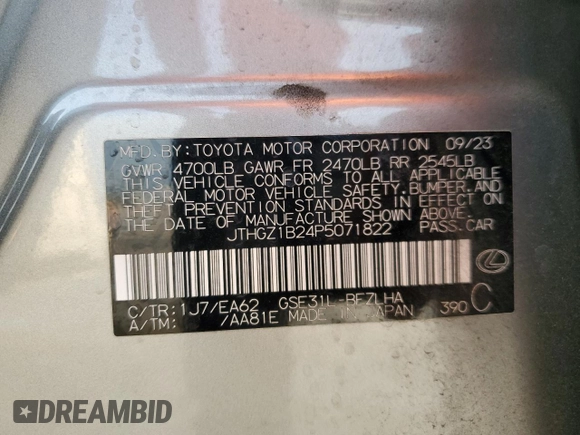 MFD. BY: TOYOTA MOTOR CORPORATION 09/23
GVWR 4700LB GAWR FR 2470LB RR 2545LB
THIS VEHICLE CONFORMS TO ALL APPLICABLE
FEDERAL MOTOR VEHICLE SAFETY, BUMPER, AND
THEFT PREVENTION STANDARDS IN EFFECT ON
THE DATE OF MANUFACTURE SHOWN ABOVE.
JTHGZ1B24P5071822 PASS. CAR
C/TR: 1J7/EA62 GSE31L-BEZLHA
A/TM: /AA81E MADE IN JAPAN 390 C
DREAMBID